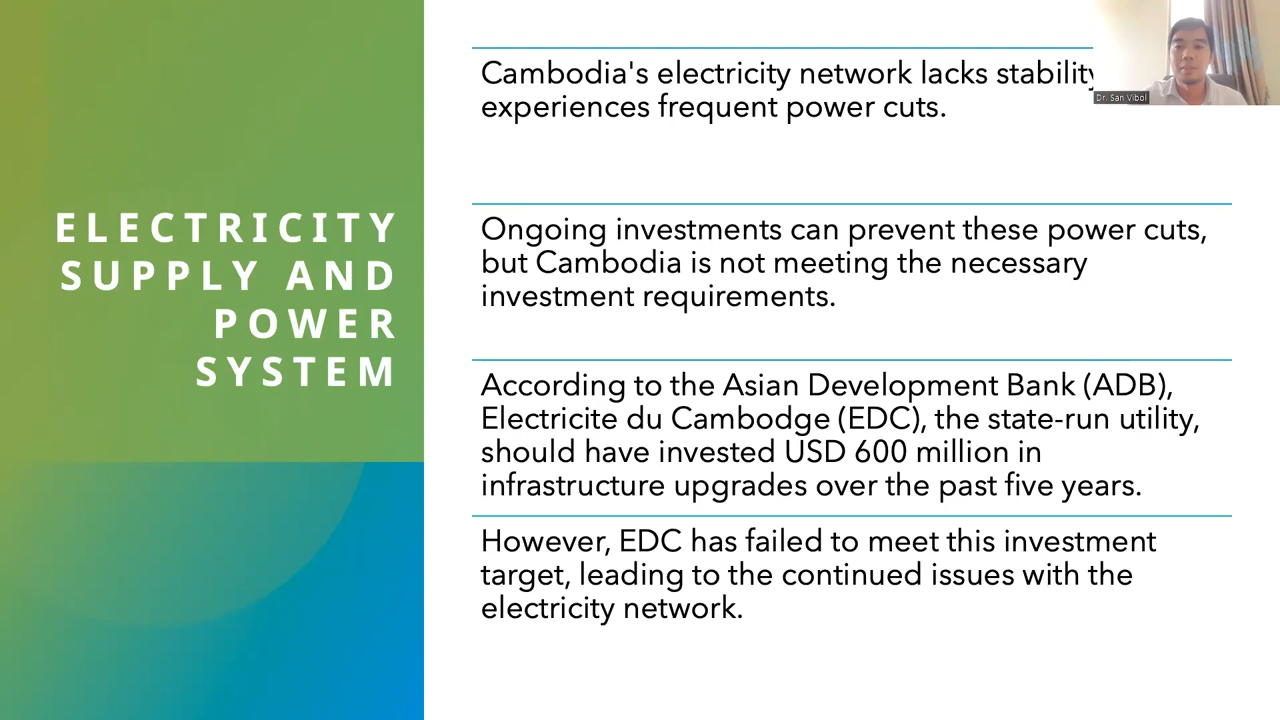 ELECTRICITY
SUPPLY AND
POWER
SYSTEM
Cambodia's electricity network lacks stability
experiences frequent power cuts.
Ongoing investments can prevent these power cuts,
but Cambodia is not meeting the necessary
investment requirements.
According to the Asian Development Bank (ADB),
Electricite du Cambodge (EDC), the state-run utility,
should have invested USD 600 million in
infrastructure upgrades over the past five years.
However, EDC has failed to meet this investment
target, leading to the continued issues with the
electricity network.
Dr. San Vibol